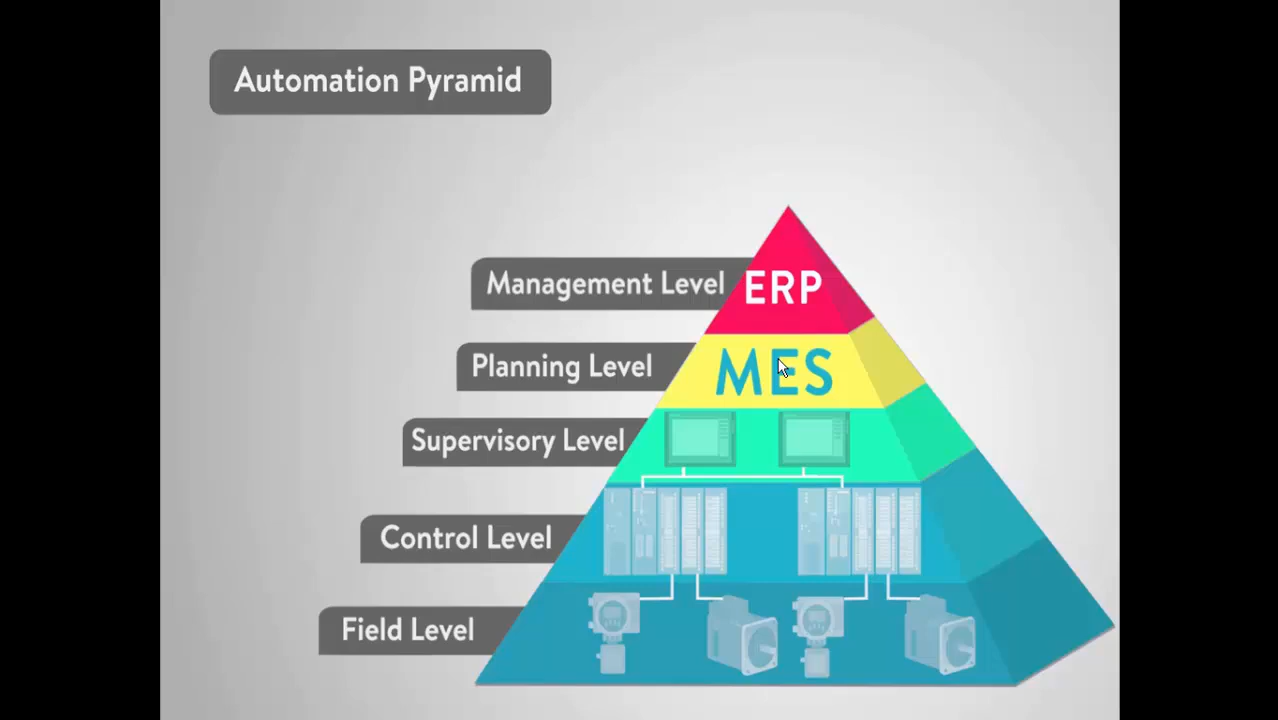 Automation Pyramid
Management Level
ERP
Planning Level
MES
Supervisory Level
Control Level
Field Level